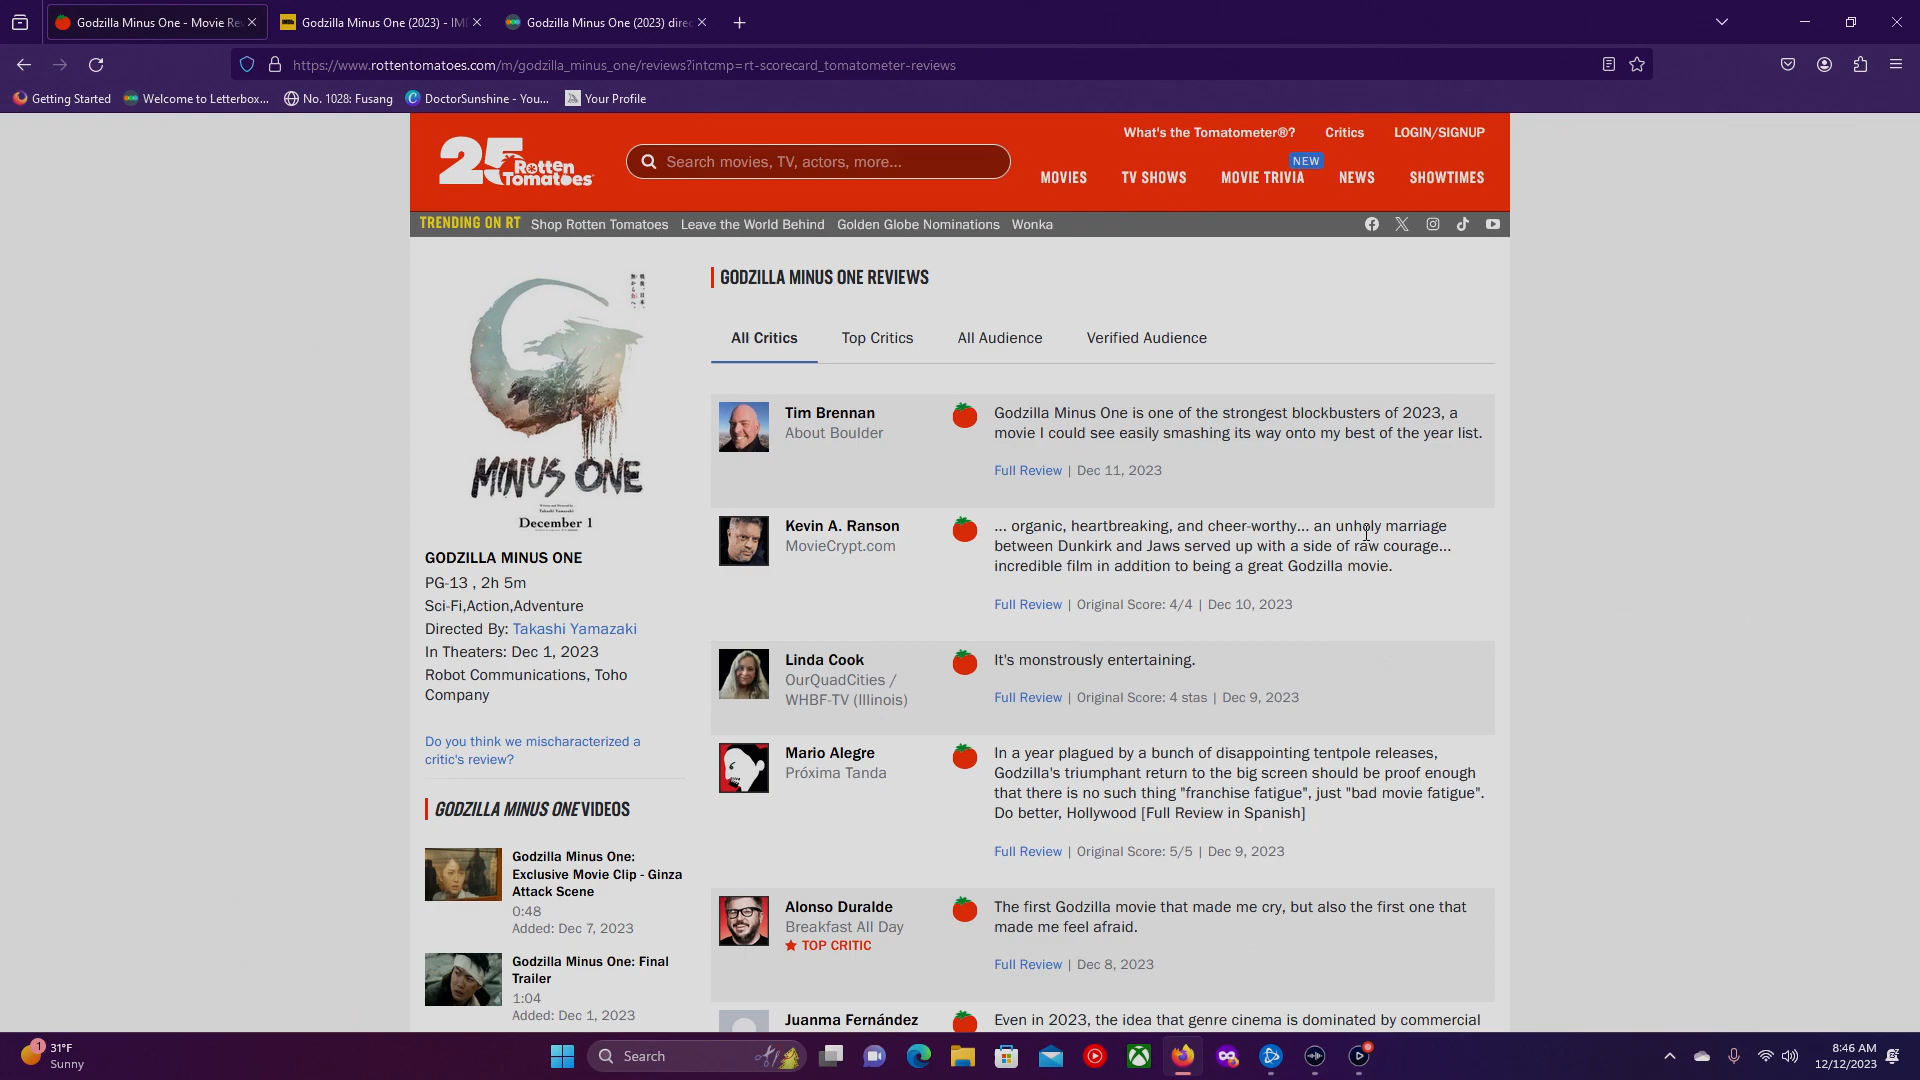 Godzilla Minus One - Movie Re
Godzilla Minus One (2023) - IM
Godzilla Minus One (2023) direc
https://www.rottentomatoes.com/m/godzilla_minus_one/reviews?intcmp=rt-scorecard_tomatometer-reviews
Getting Started
Welcome to Letterbox...
No. 1028: Fusang
DoctorSunshine - You...
Your Profile
25 Rotten Tomatoes
Search movies, TV, actors, more...
What's the Tomatometer®?
Critics
LOGIN/SIGNUP
NEW
MOVIES
TV SHOWS
MOVIE TRIVIA
NEWS
SHOWTIMES
TRENDING ON RT
Shop Rotten Tomatoes
Leave the World Behind
Golden Globe Nominations
Wonka
MINUS ONE
December 1
GODZILLA MINUS ONE
PG-13 , 2h 5m
Sci-Fi,Action,Adventure
Directed By: Takashi Yamazaki
In Theaters: Dec 1, 2023
Robot Communications, Toho
Company
Do you think we mischaracterized a
critic's review?
GODZILLA MINUS ONE VIDEOS
Godzilla Minus One:
Exclusive Movie Clip - Ginza
Attack Scene
0:48
Added: Dec 7, 2023
Godzilla Minus One: Final
Trailer
1:04
Added: Dec 1, 2023
GODZILLA MINUS ONE REVIEWS
All Critics
Top Critics
All Audience
Verified Audience
Tim Brennan
About Boulder
Godzilla Minus One is one of the strongest blockbusters of 2023, a
movie I could see easily smashing its way onto my best of the year list.
Full Review | Dec 11, 2023
Kevin A. Ranson
MovieCrypt.com
... organic, heartbreaking, and cheer-worthy... an unholy marriage
between Dunkirk and Jaws served up with a side of raw courage...
incredible film in addition to being a great Godzilla movie.
Full Review | Original Score: 4/4 | Dec 10, 2023
Linda Cook
OurQuadCities /
WHBF-TV (Illinois)
It's monstrously entertaining.
Full Review | Original Score: 4 stas | Dec 9, 2023
Mario Alegre
Próxima Tanda
In a year plagued by a bunch of disappointing tentpole releases,
Godzilla's triumphant return to the big screen should be proof enough
that there is no such thing "franchise fatigue", just "bad movie fatigue".
Do better, Hollywood [Full Review in Spanish]
Full Review | Original Score: 5/5 | Dec 9, 2023
Alonso Duralde
Breakfast All Day
TOP CRITIC
The first Godzilla movie that made me cry, but also the first one that
made me feel afraid.
Full Review | Dec 8, 2023
Juanma Fernández
Even in 2023, the idea that genre cinema is dominated by commercial
1
31°F
Sunny
Search
8:46 AM
12/12/2023